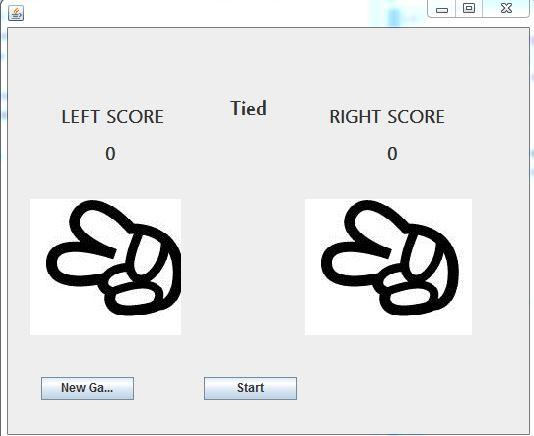 Tied
LEFT SCORE
RIGHT SCORE
0
0
New Ga...
Start